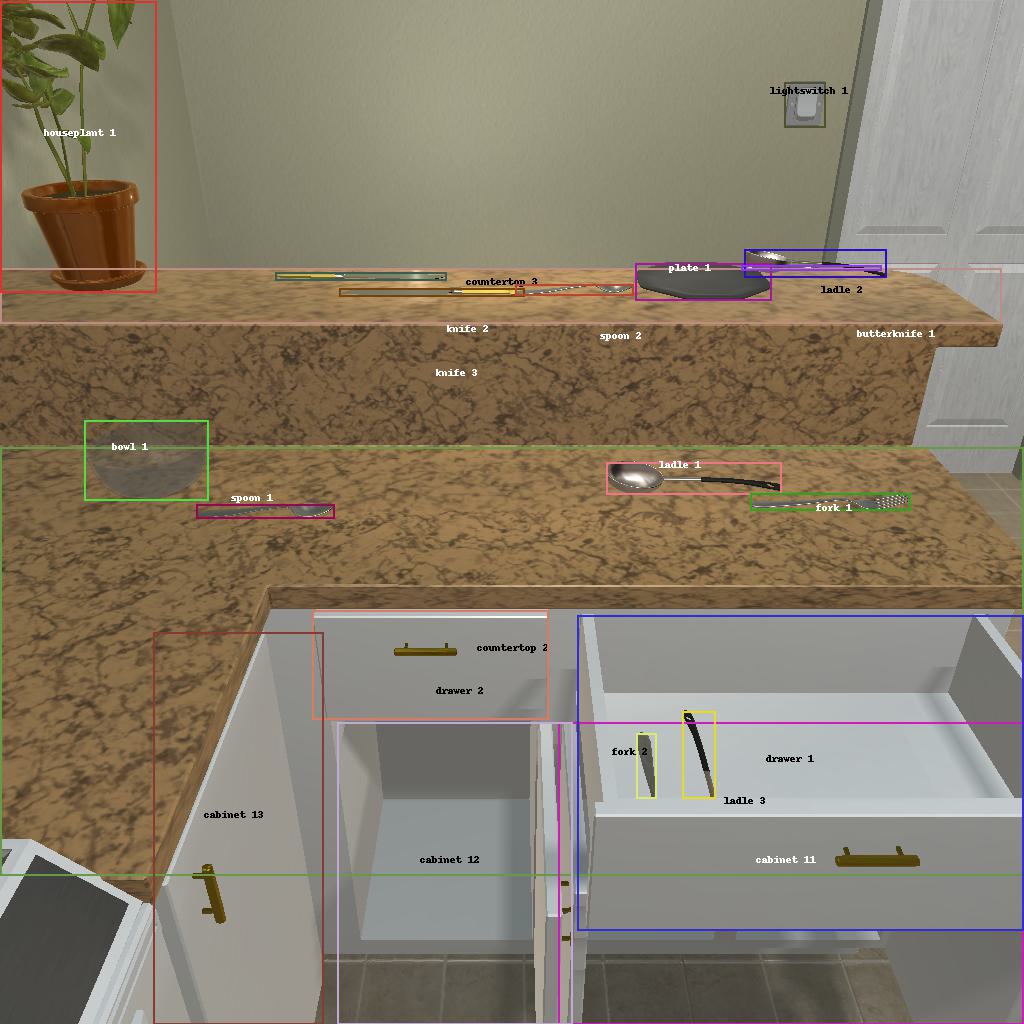 lightswitch 1
houseplant 1
plate 1
countertop 3
ladle 2
knife 2
spoon 2
butterknife 1
knife 3
bowl 1
ladle 1
spoon 1
fork 1
countertop 2
drawer 2
fork 2
drawer 1
ladle 3
cabinet 13
cabinet 12
cabinet 11